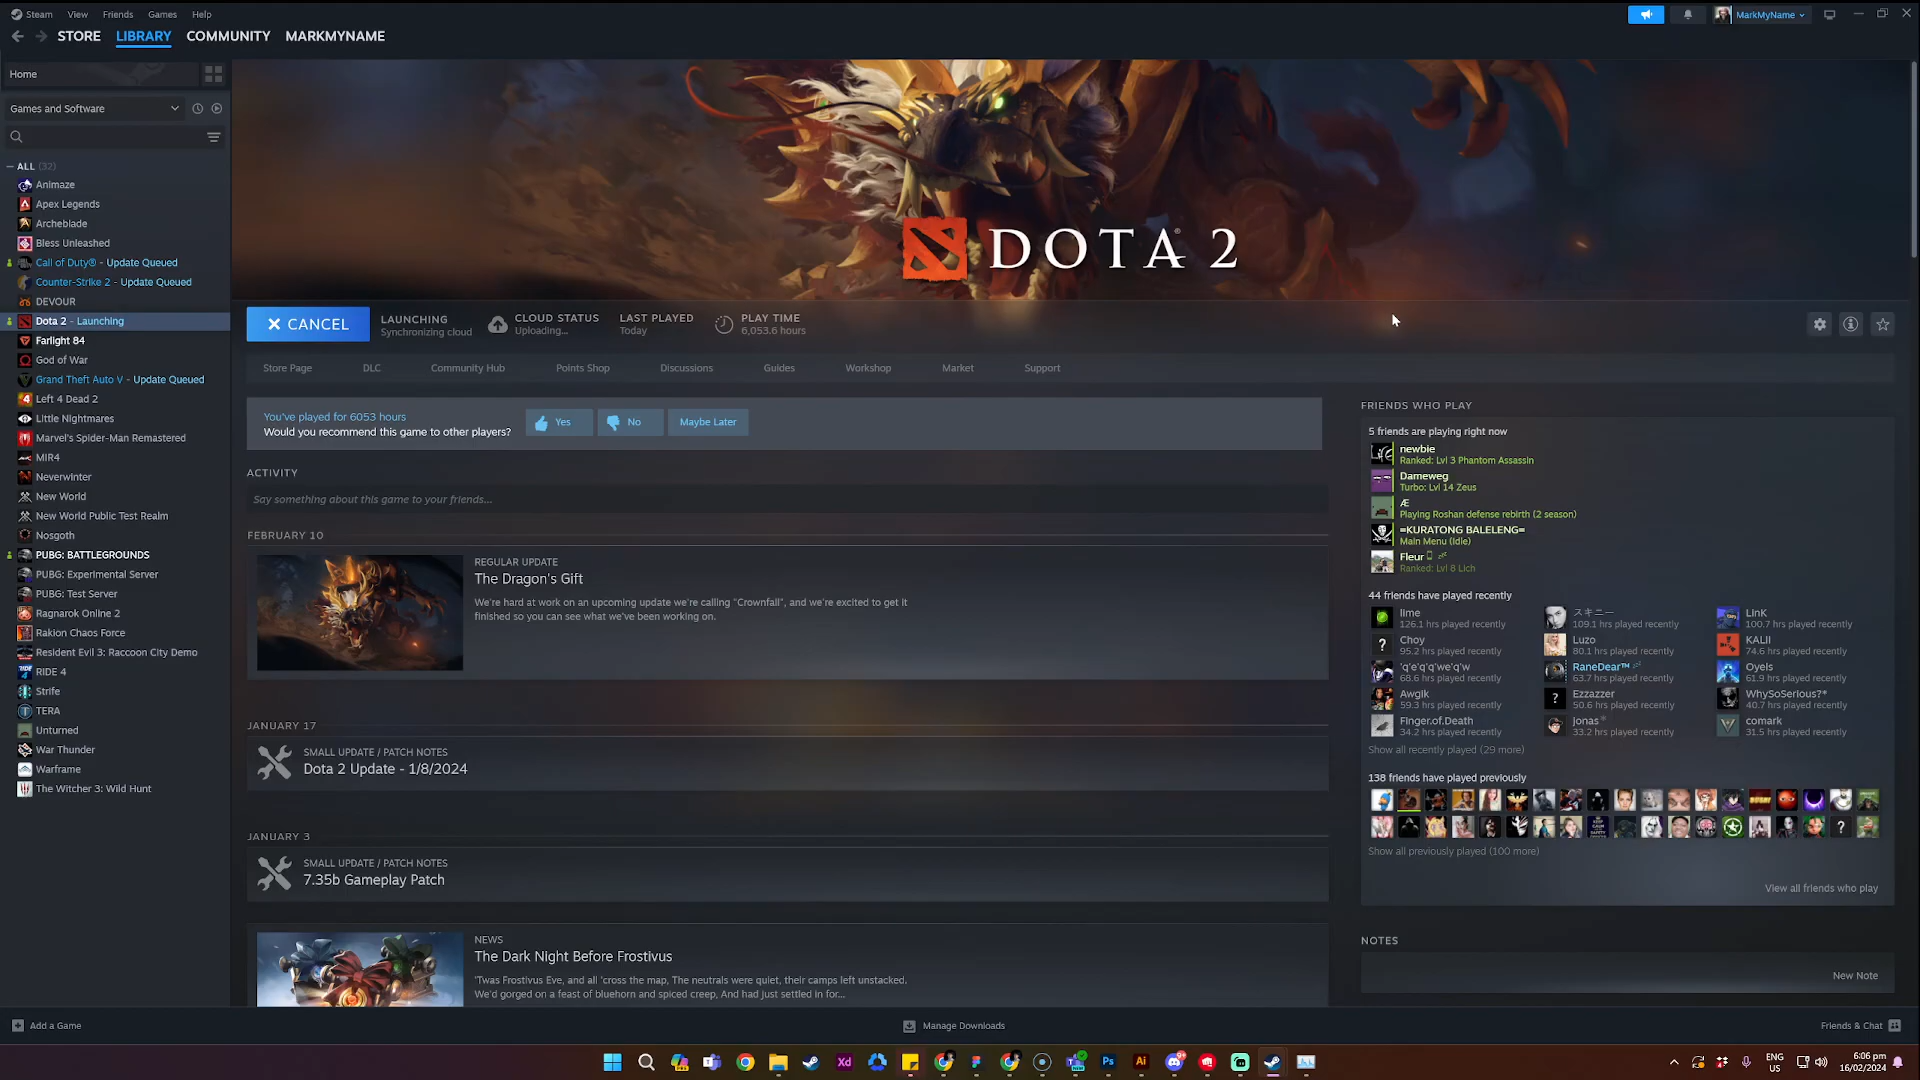 Steam View Friends Games Help
MarkMyName
STORE LIBRARY COMMUNITY MARKMYNAME
Home
Games and Software
ALL (32)
Animaze
Apex Legends
Archeblade
Bless Unleashed
Call of Duty® - Update Queued
Counter-Strike 2 - Update Queued
DEVOUR
Dota 2 - Launching
Farlight 84
God of War
Grand Theft Auto V - Update Queued
Left 4 Dead 2
Little Nightmares
Marvel's Spider-Man Remastered
MIR4
Neverwinter
New World
New World Public Test Realm
Nosgoth
PUBG: BATTLEGROUNDS
PUBG: Experimental Server
PUBG: Test Server
Ragnarok Online 2
Rakion Chaos Force
Resident Evil 3: Raccoon City Demo
RIDE 4
Strife
TERA
Unturned
War Thunder
Warframe
The Witcher 3: Wild Hunt
DOTA 2
CANCEL
LAUNCHING
Synchronizing cloud
CLOUD STATUS
Uploading...
LAST PLAYED
Today
PLAY TIME
6,053.6 hours
Store Page DLC Community Hub Points Shop Discussions Guides Workshop Market Support
You've played for 6053 hours
Would you recommend this game to other players?
Yes No Maybe Later
ACTIVITY
Say something about this game to your friends...
FEBRUARY 10
REGULAR UPDATE
The Dragon's Gift
We're hard at work on an upcoming update we're calling "Crownfall", and we're excited to get it
finished so you can see what we've been working on.
JANUARY 17
SMALL UPDATE / PATCH NOTES
Dota 2 Update - 1/8/2024
JANUARY 3
SMALL UPDATE / PATCH NOTES
7.35b Gameplay Patch
NEWS
The Dark Night Before Frostivus
'Twas Frostivus Eve, and all 'cross the map, The neutrals were quiet, their camps left unstacked.
We'd gorged on a feast of bluehorn and spiced creep, And had just settled in for...
FRIENDS WHO PLAY
5 friends are playing right now
newbie
Ranked: Lvl 3 Phantom Assassin
Dameweg
Turbo: Lvl 14 Zeus
Æ
Playing Roshan defense rebirth (2 season)
=KURATONG BALELENG=
Main Menu (Idle)
Fleur
Ranked: Lvl 8 Lich
44 friends have played recently
lime
126.1 hrs played recently
スキニー
109.1 hrs played recently
LinK
100.7 hrs played recently
Choy
95.2 hrs played recently
Luzo
80.1 hrs played recently
KALII
74.6 hrs played recently
'q'e'q'q'we'q'w
68.6 hrs played recently
RaneDear™
63.7 hrs played recently
Oyeis
61.9 hrs played recently
Awgik
59.3 hrs played recently
Ezzazzer
50.6 hrs played recently
WhySoSerious?*
40.7 hrs played recently
Finger.of.Death
34.2 hrs played recently
Jonas
33.2 hrs played recently
comark
31.5 hrs played recently
Show all recently played (29 more)
138 friends have played previously
Show all previously played (100 more)
View all friends who play
NOTES
New Note
Add a Game
Manage Downloads
Friends & Chat
Xd Ps Ai
ENG
US
6:06 pm
16/02/2024